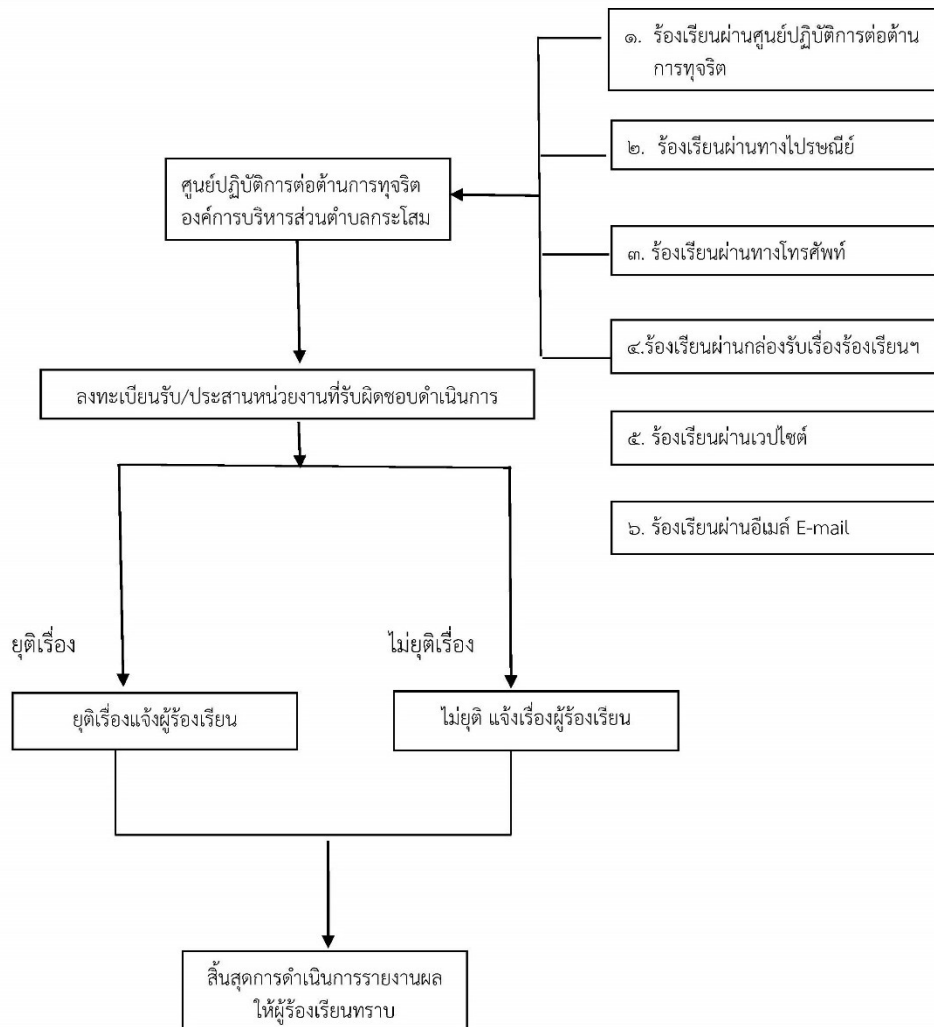 ๑. ร้องเรียนผ่านศูนย์ปฏิบัติการต่อต้าน
การทุจริต
๒. ร้องเรียนผ่านทางไปรษณีย์
ศูนย์ปฏิบัติการต่อต้านการทุจริต
องค์การบริหารส่วนตำบลกระโสม
๓. ร้องเรียนผ่านทางโทรศัพท์
๔.ร้องเรียนผ่านกล่องรับเรื่องร้องเรียนฯ
ลงทะเบียนรับ/ประสานหน่วยงานที่รับผิดชอบดำเนินการ
๕. ร้องเรียนผ่านเวปไซต์
๖. ร้องเรียนผ่านอีเมล์ E-mail
ยุติเรื่อง
ไม่ยุติเรื่อง
ยุติเรื่องแจ้งผู้ร้องเรียน
ไม่ยุติ แจ้งเรื่องผู้ร้องเรียน
สิ้นสุดการดำเนินการรายงานผล
ให้ผู้ร้องเรียนทราบ